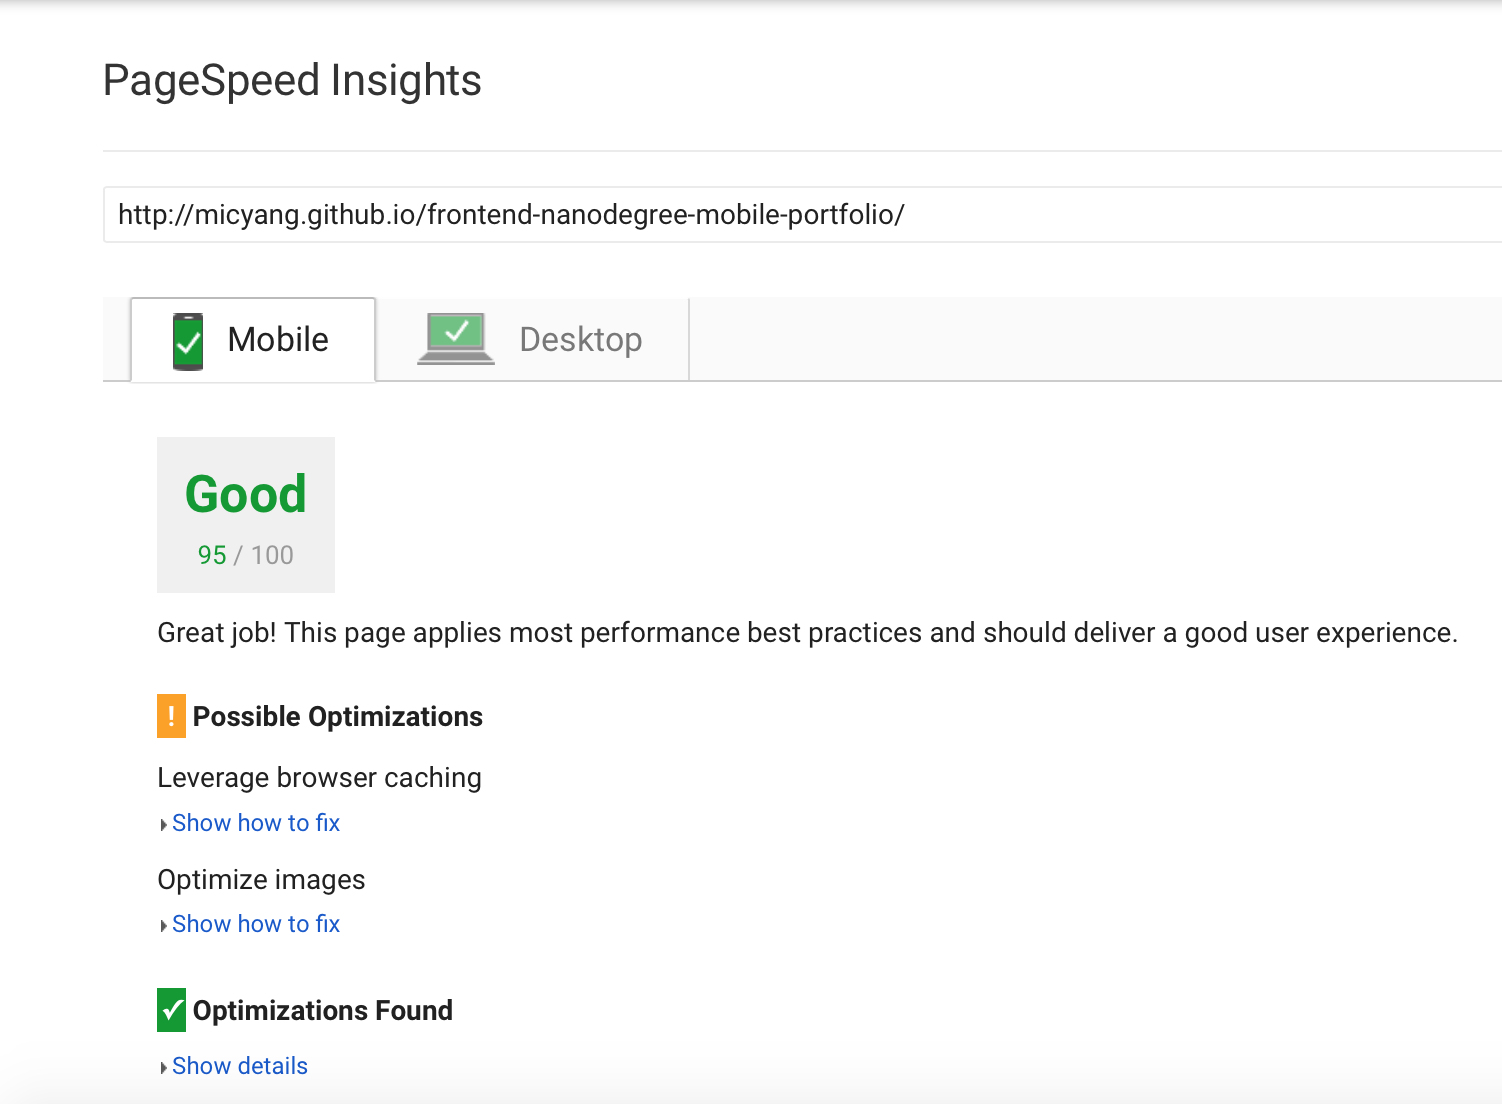 PageSpeed Insights
http://micyang.github.io/frontend-nanodegree-mobile-portfolio/
Mobile
Desktop
Good
95 / 100
Great job! This page applies most performance best practices and should deliver a good user experience.
! Possible Optimizations
Leverage browser caching
Show how to fix
Optimize images
Show how to fix
Optimizations Found
Show details